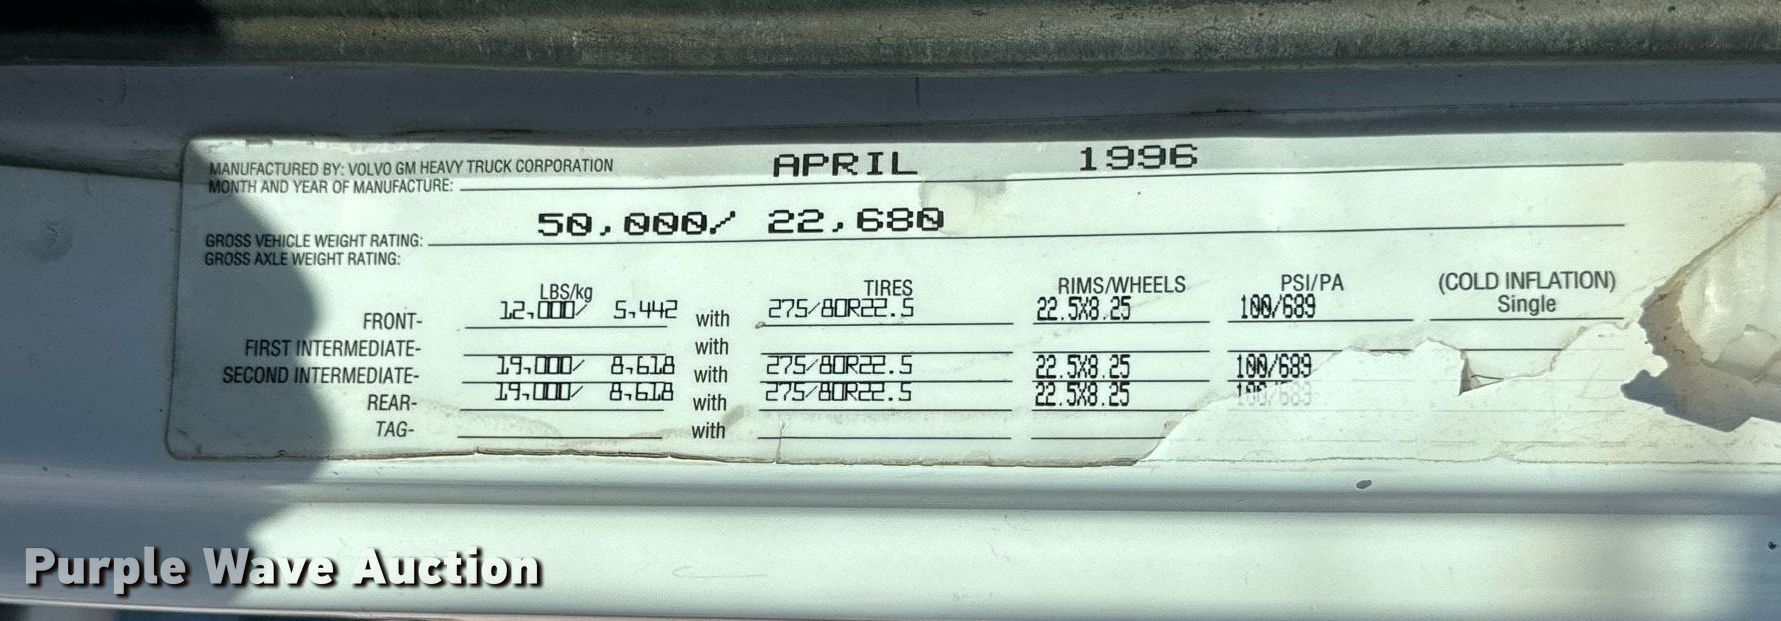 MANUFACTURED BY: VOLVO GM HEAVY TRUCK CORPORATION
MONTH AND YEAR OF MANUFACTURE: APRIL 1996
GROSS VEHICLE WEIGHT RATING: 50,000/ 22,680
GROSS AXLE WEIGHT RATING:
LBS/kg TIRES RIMS/WHEELS PSI/PA (COLD INFLATION)
FRONT- 12,000/ 5,442 with 275/80R22.5 22.5X8.25 100/689 Single
FIRST INTERMEDIATE- with
SECOND INTERMEDIATE- 19,000/ 8,618 with 275/80R22.5 22.5X8.25 100/689
REAR- 19,000/ 8,618 with 275/80R22.5 22.5X8.25 100/689
TAG- with
Purple Wave Auction